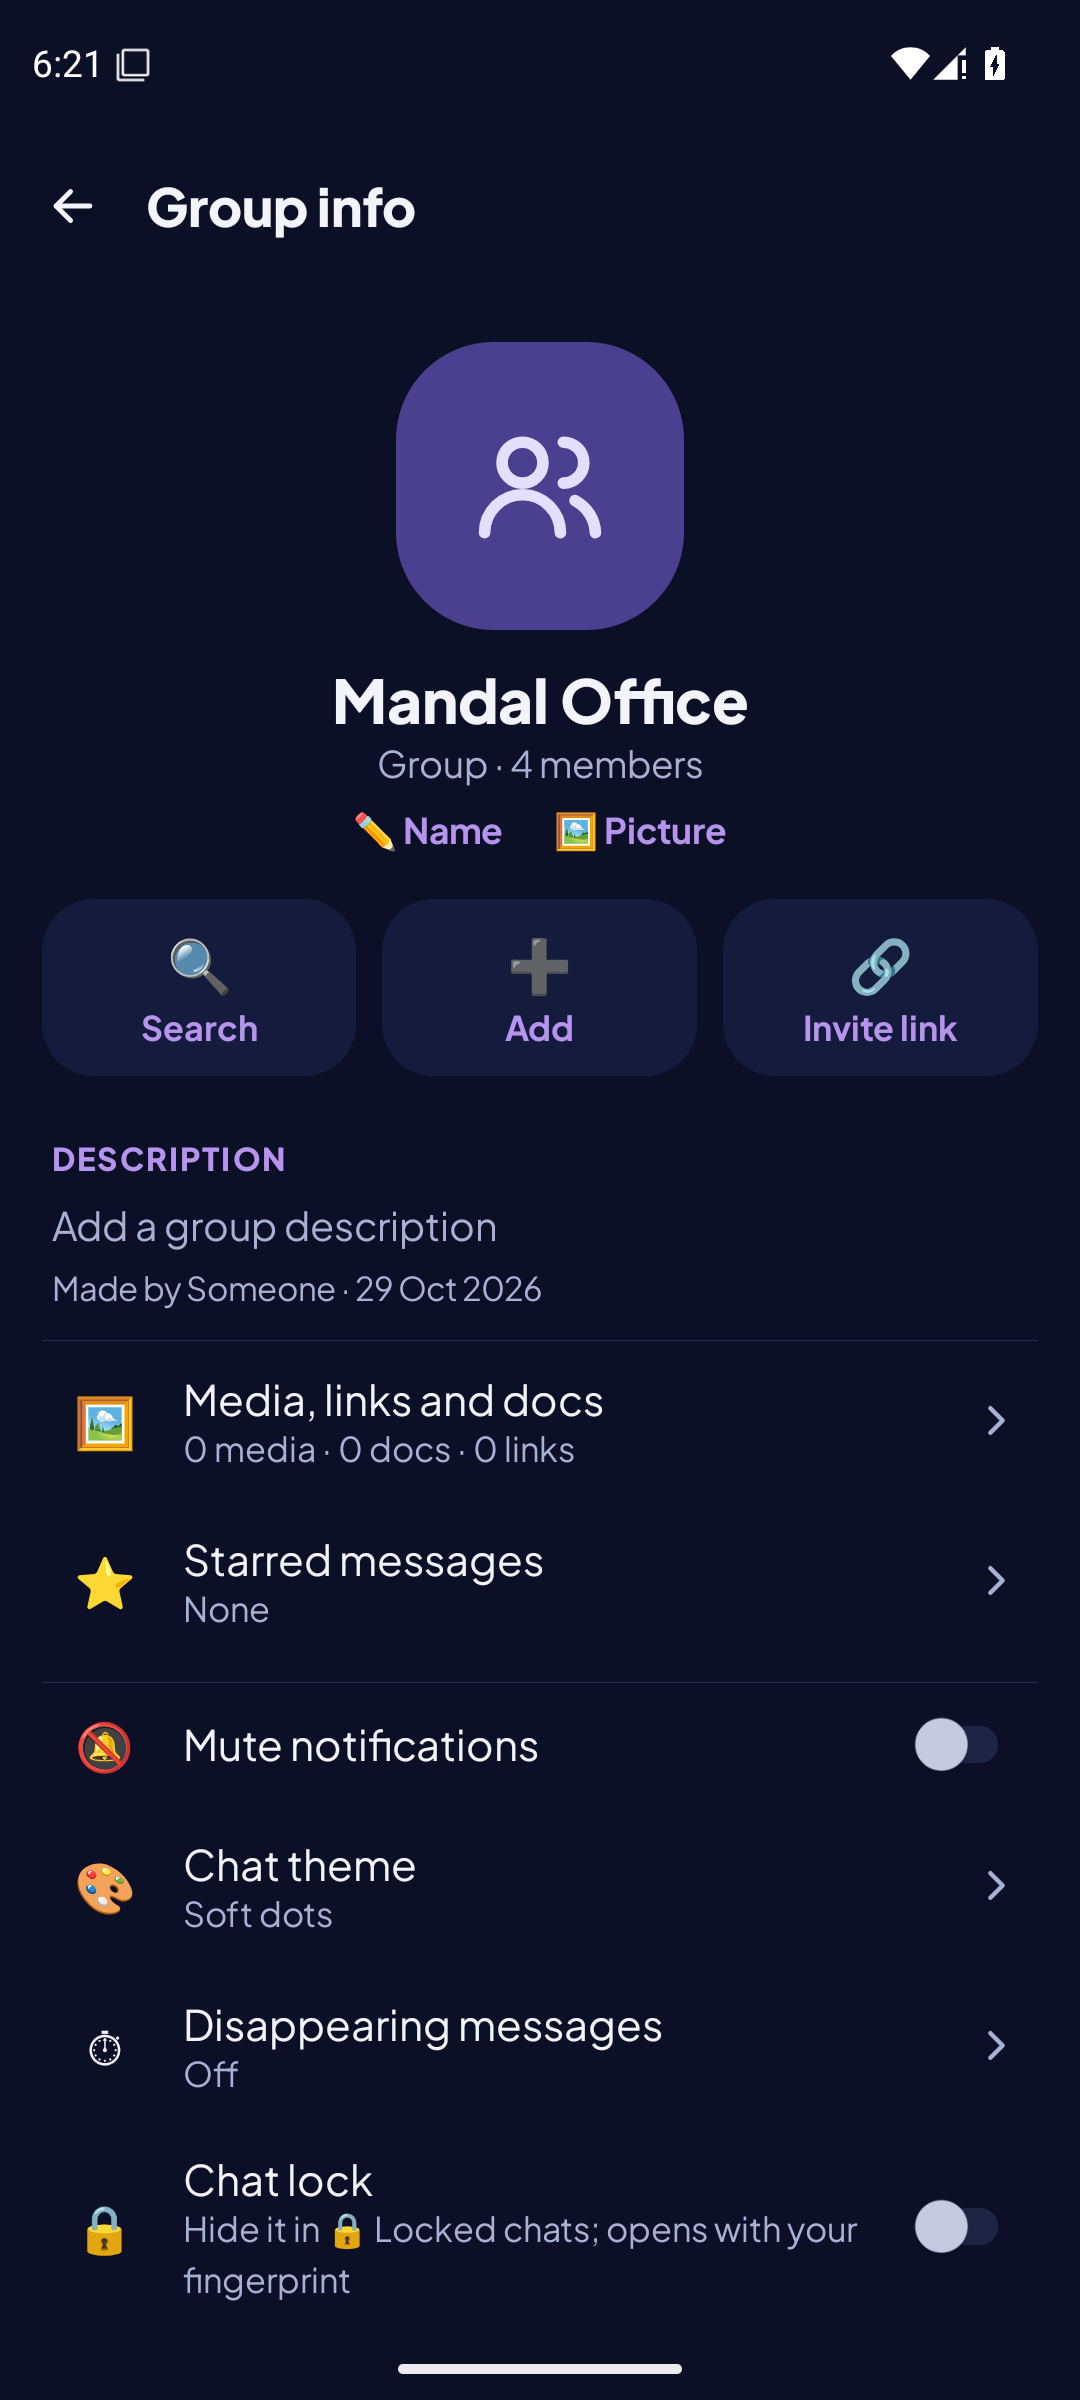 6:21
Group info
Mandal Office
Group · 4 members
✏️ Name 🖼️ Picture
Search Add Invite link
DESCRIPTION
Add a group description
Made by Someone · 29 Oct 2026
Media, links and docs
0 media · 0 docs · 0 links
Starred messages
None
Mute notifications
Chat theme
Soft dots
Disappearing messages
Off
Chat lock
Hide it in 🔒 Locked chats; opens with your
fingerprint